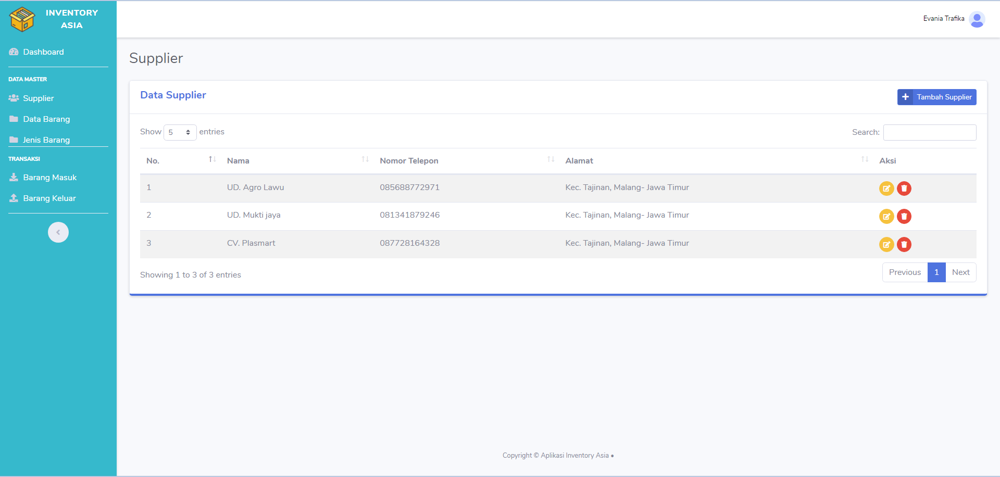 INVENTORY
ASIA
Evania Trafika
Dashboard
DATA MASTER
Supplier
Data Barang
Jenis Barang
TRANSAKSI
Barang Masuk
Barang Keluar
Supplier
Data Supplier
Tambah Supplier
Show 5 entries
Search:
No. Nama Nomor Telepon Alamat Aksi
1 UD. Agro Lawu 085688772971 Kec. Tajinan, Malang- Jawa Timur
2 UD. Mukti jaya 081341879246 Kec. Tajinan, Malang- Jawa Timur
3 CV. Plasmart 087728164328 Kec. Tajinan, Malang- Jawa Timur
Showing 1 to 3 of 3 entries
Previous 1 Next
Copyright © Aplikasi Inventory Asia •